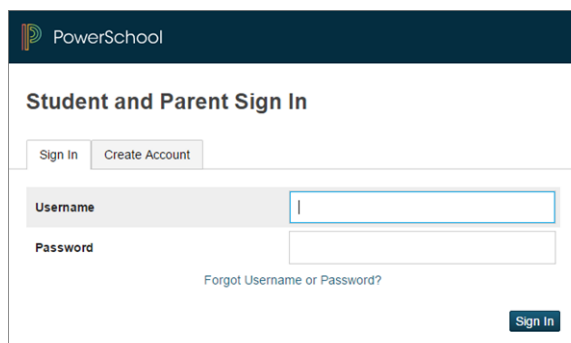 PowerSchool
Student and Parent Sign In
Sign In Create Account
Username
Password
Forgot Username or Password?
Sign In